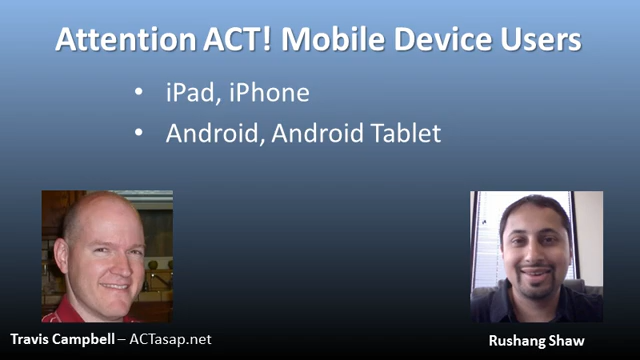 Attention ACT! Mobile Device Users
• iPad, iPhone
• Android, Android Tablet
Travis Campbell – ACTasap.net
Rushang Shaw